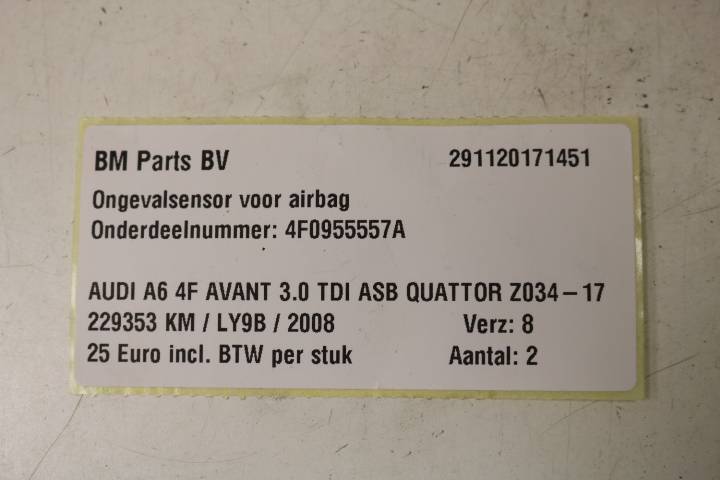 BM Parts BV 291120171451
Ongevalsensor voor airbag
Onderdeelnummer: 4F0955557A
AUDI A6 4F AVANT 3.0 TDI ASB QUATTOR Z034-17
229353 KM / LY9B / 2008 Verz: 8
25 Euro incl. BTW per stuk Aantal: 2